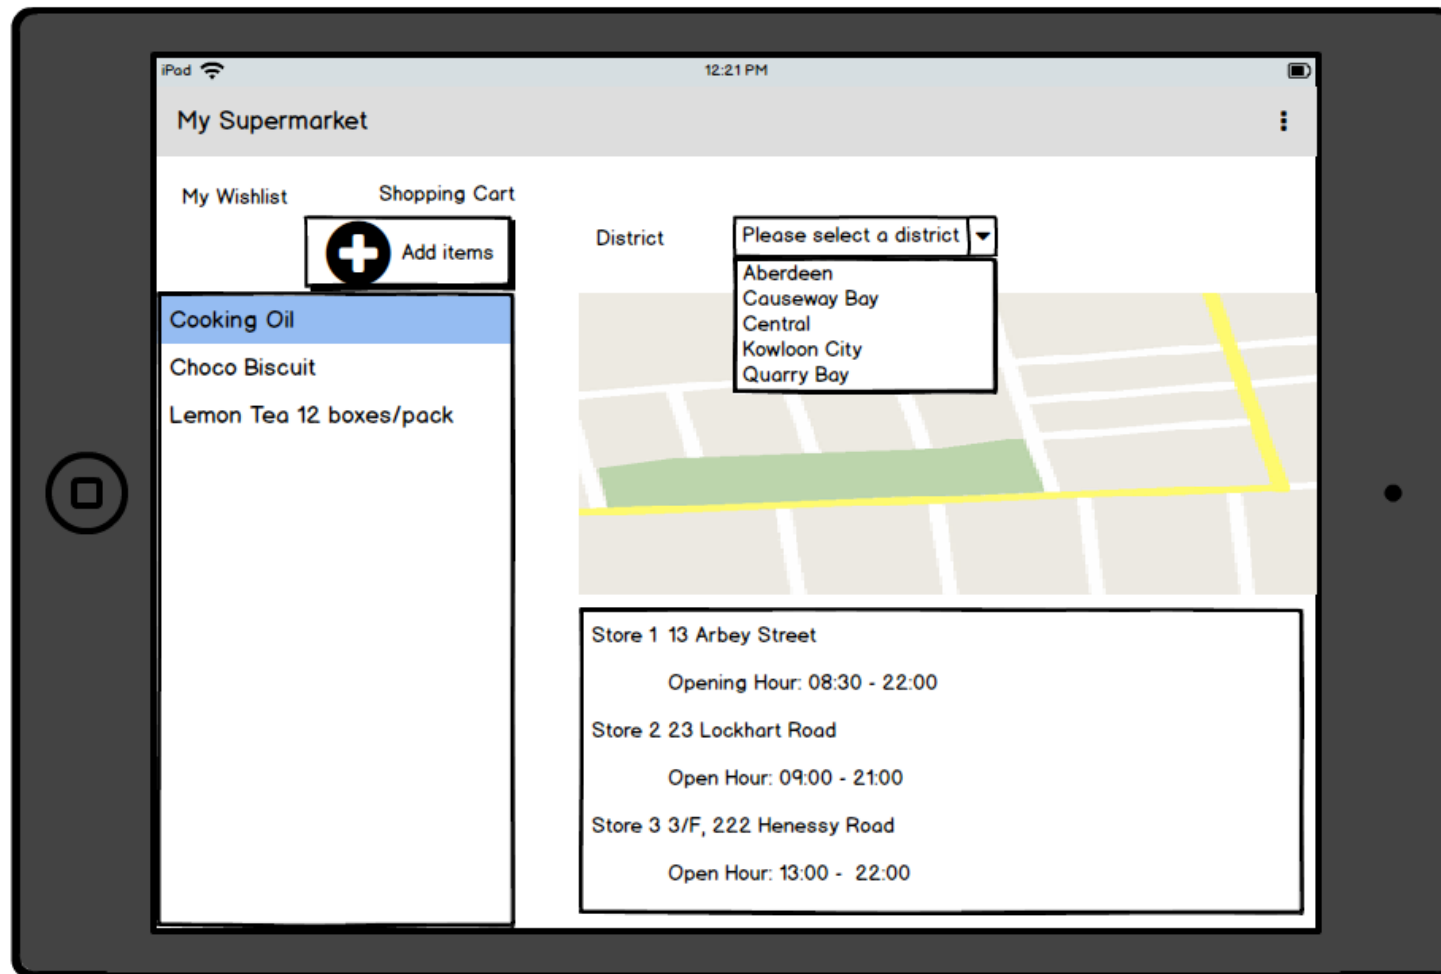 iPad
12:21 PM
My Supermarket
My Wishlist
Shopping Cart
Add items
Cooking Oil
Choco Biscuit
Lemon Tea 12 boxes/pack
District
Please select a district
Aberdeen
Causeway Bay
Central
Kowloon City
Quarry Bay
Store 1 13 Arbey Street
Opening Hour: 08:30 - 22:00
Store 2 23 Lockhart Road
Open Hour: 09:00 - 21:00
Store 3 3/F, 222 Henessy Road
Open Hour: 13:00 - 22:00